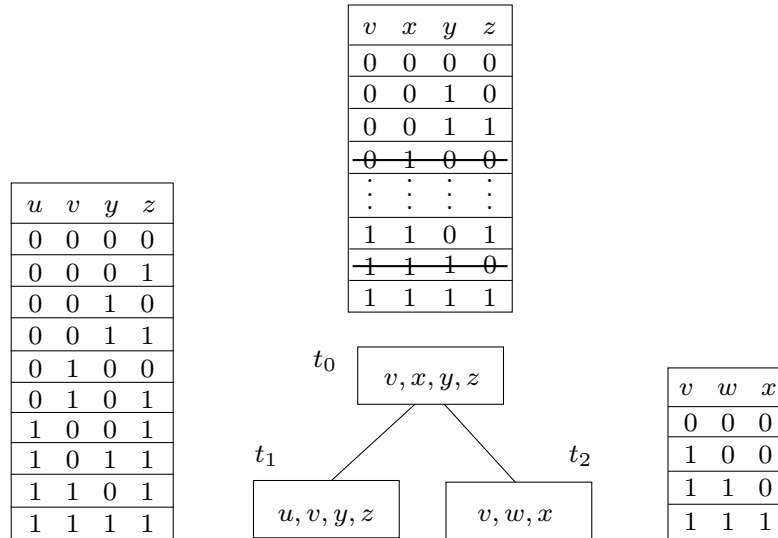 v x y z
0 0 0 0
0 0 1 0
0 0 1 1
0 1 0 0
⋮ ⋮ ⋮ ⋮
1 1 0 1
1 1 1 0
1 1 1 1
u v y z
0 0 0 0
0 0 0 1
0 0 1 0
0 0 1 1
0 1 0 0
0 1 0 1
1 0 0 1
1 0 1 1
1 1 0 1
1 1 1 1
t₀
v, x, y, z
t₁
u, v, y, z
t₂
v, w, x
v w x
0 0 0
1 0 0
1 1 0
1 1 1